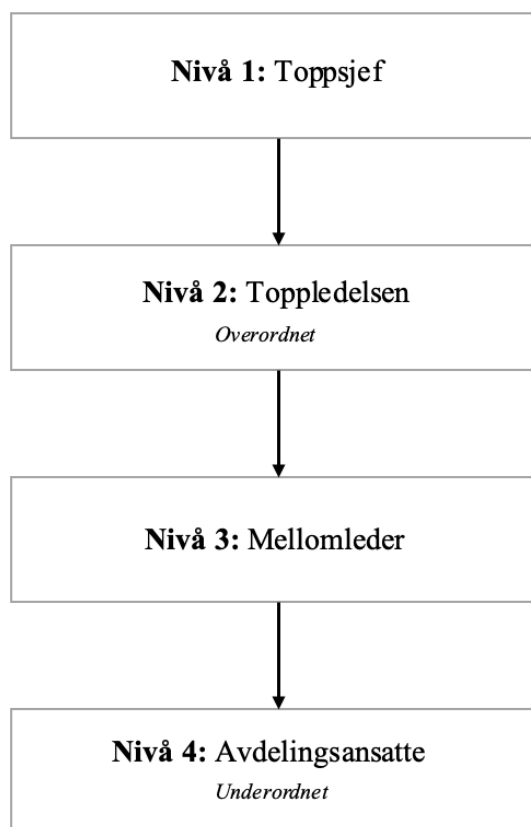 Nivå 1: Toppsjef
Nivå 2: Toppledelsen
Overordnet
Nivå 3: Mellomleder
Nivå 4: Avdelingsansatte
Underordnet